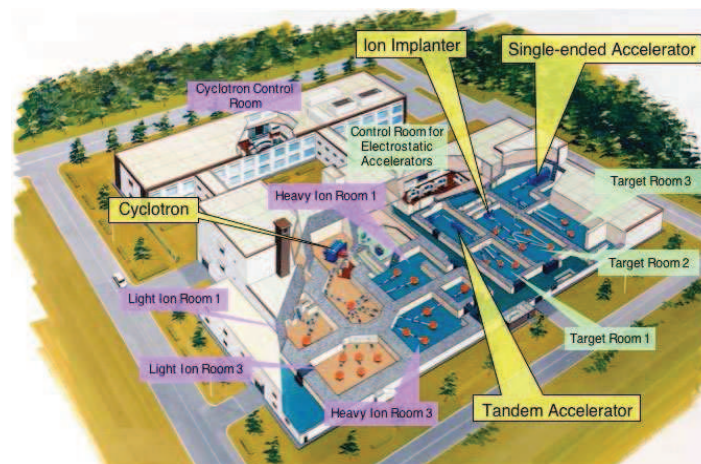 Ion Implanter
Single-ended Accelerator
Cyclotron Control
Room
Control Room for
Electrostatic
Accelerators
Target Room 3
Heavy Ion Room 1
Cyclotron
Target Room 2
Light Ion Room 1
Target Room 1
Light Ion Room 3
Heavy Ion Room 3
Tandem Accelerator